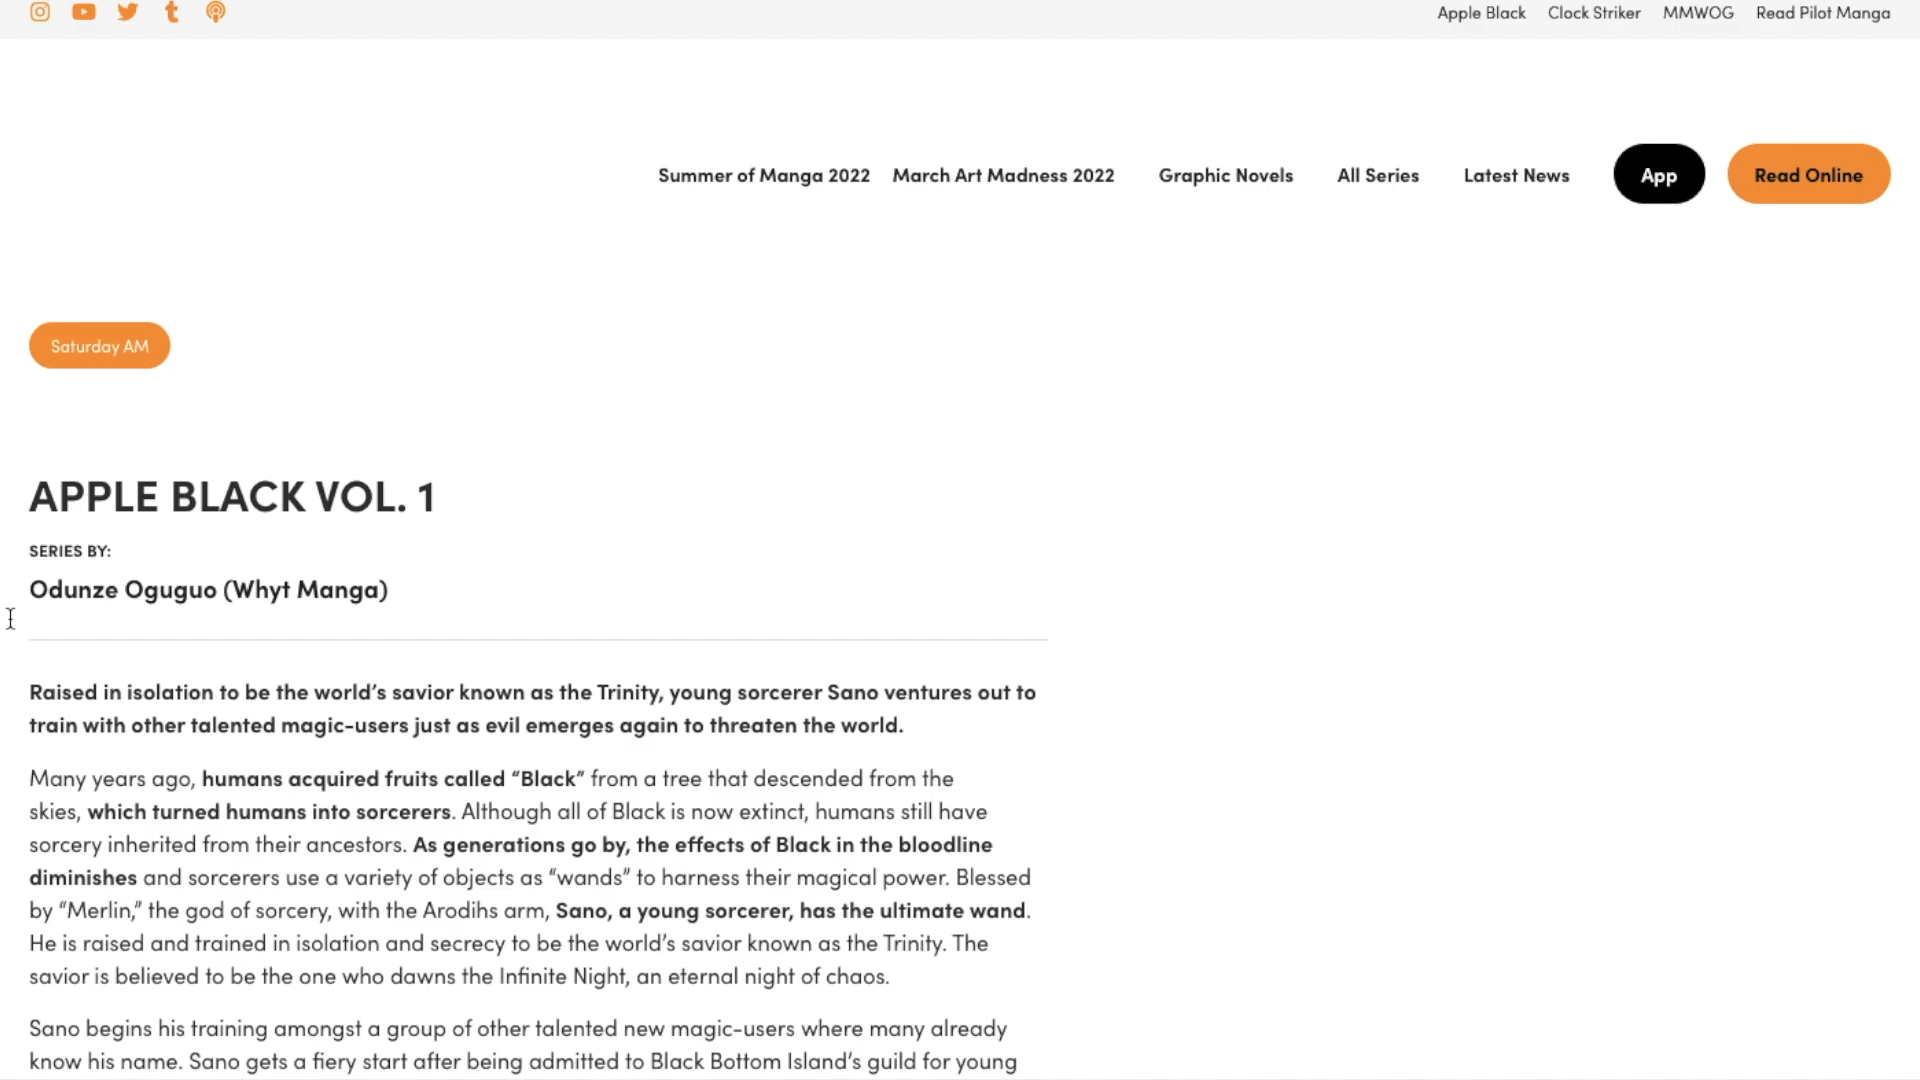 Apple Black Clock Striker MMWOG Read Pilot Manga
Summer of Manga 2022 March Art Madness 2022 Graphic Novels All Series Latest News App Read Online
Saturday AM
APPLE BLACK VOL. 1
SERIES BY:
Odunze Oguguo (Whyt Manga)
Raised in isolation to be the world’s savior known as the Trinity, young sorcerer Sano ventures out to
train with other talented magic-users just as evil emerges again to threaten the world.
Many years ago, humans acquired fruits called “Black” from a tree that descended from the
skies, which turned humans into sorcerers. Although all of Black is now extinct, humans still have
sorcery inherited from their ancestors. As generations go by, the effects of Black in the bloodline
diminishes and sorcerers use a variety of objects as “wands” to harness their magical power. Blessed
by “Merlin,” the god of sorcery, with the Arodihs arm, Sano, a young sorcerer, has the ultimate wand.
He is raised and trained in isolation and secrecy to be the world’s savior known as the Trinity. The
savior is believed to be the one who dawns the Infinite Night, an eternal night of chaos.
Sano begins his training amongst a group of other talented new magic-users where many already
know his name. Sano gets a fiery start after being admitted to Black Bottom Island’s guild for young